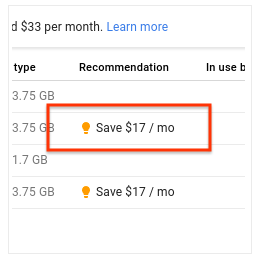 d $33 per month. Learn more
type Recommendation In use b
3.75 GB
3.75 GB Save $17 / mo
1.7 GB
3.75 GB Save $17 / mo